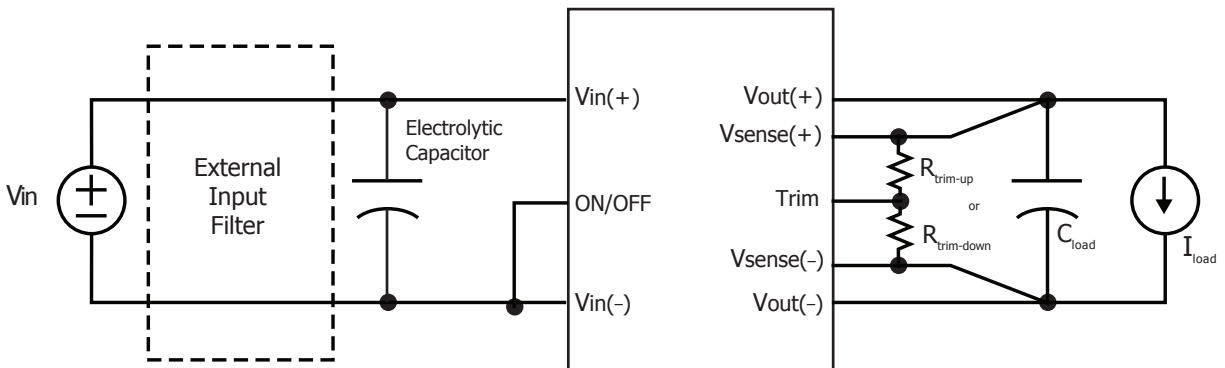 Vin
External
Input
Filter
Electrolytic
Capacitor
Vin(+)
ON/OFF
Vin(−)
Vout(+)
Vsense(+)
Trim
Vsense(−)
Vout(−)
Rtrim-up
or
Rtrim-down
Cload
Iload